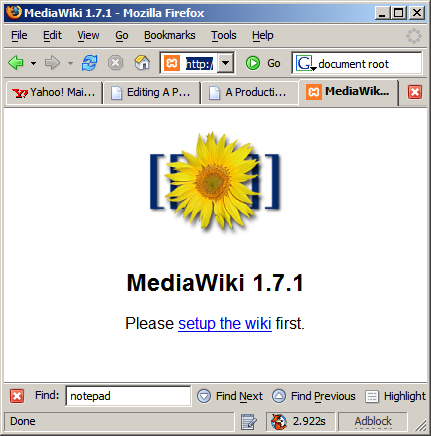 MediaWiki 1.7.1 - Mozilla Firefox
File Edit View Go Bookmarks Tools Help
http:/ Go G document root
Yahoo! Mai... Editing A P... A Producti... MediaWik...
[[ ]]
MediaWiki 1.7.1
Please setup the wiki first.
Find: notepad Find Next Find Previous Highlight
Done 2.922s Adblock